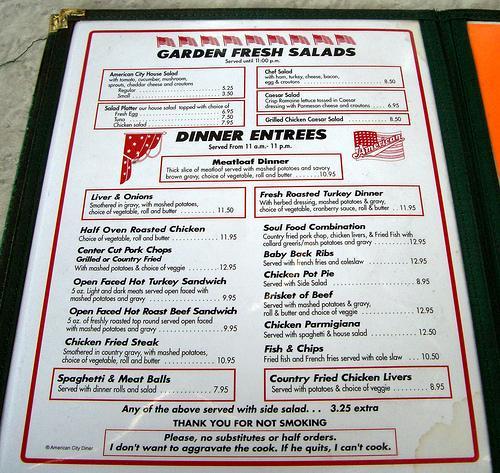 GARDEN FRESH SALADS
Served until 11:00 p.m.
American City House Salad
with tomato, cucumber, mushroom,
sprouts, cheddar cheese and croutons
Regular 5.25
Small 3.50
Salad Platter our house salad topped with choice of
Fresh Egg 6.95
Tuna 7.50
Chicken salad 7.95
Chef Salad
with ham, turkey, cheese, bacon,
egg & croutons 8.50
Caesar Salad
Crisp Romaine lettuce tossed in Caesar
dressing with Parmesan cheese and croutons 6.95
Grilled Chicken Caesar Salad 8.50
DINNER ENTREES
Served From 11 a.m.- 11 p.m.
American
Meatloaf Dinner
Thick slice of meatloaf served with mashed potatoes and savory
brown gravy, choice of vegetable, roll and butter 10.95
Liver & Onions
Smothered in gravy, with mashed potatoes,
choice of vegetable, roll and butter 11.50
Half Oven Roasted Chicken
Choice of vegetable, roll and butter 11.95
Center Cut Pork Chops
Grilled or Country Fried
With mashed potatoes & choice of veggie 12.95
Open Faced Hot Turkey Sandwich
5 oz. Light and dark meats served open faced with
mashed potatoes and gravy 9.95
Open Faced Hot Roast Beef Sandwich
5 oz. of freshly roasted top round served open faced
with mashed potatoes and gravy 9.95
Chicken Fried Steak
Smothered in country gravy, with mashed potatoes,
choice of vegetable, roll and butter 10.95
Spaghetti & Meat Balls
Served with dinner rolls and salad 7.95
Fresh Roasted Turkey Dinner
With herbed dressing, mashed potatoes & gravy,
choice of vegetable, cranberry sauce, roll & butter 11.95
Soul Food Combination
Country fried pork chop, chicken livers, & Fried Fish with
collard greens/mash potatoes and gravy 12.95
Baby Back Ribs
Served with french fries and coleslaw 12.95
Chicken Pot Pie
Served with Side Salad 8.95
Brisket of Beef
Served with mashed potatoes & gravy,
roll & butter and choice of veggie 12.95
Chicken Parmigiana
Served with spaghetti & house salad 12.50
Fish & Chips
Fried fish and French fries served with cole slaw 10.50
Country Fried Chicken Livers
Served with potatoes & choice of veggie 8.95
Any of the above served with side salad. . . 3.25 extra
THANK YOU FOR NOT SMOKING
Please, no substitutes or half orders.
I don't want to aggravate the cook. If he quits, I can't cook.
© American City Diner